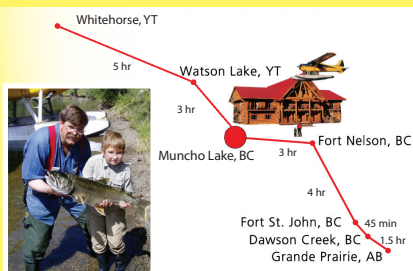 Whitehorse, YT
5 hr
Watson Lake, YT
3 hr
Muncho Lake, BC
3 hr
Fort Nelson, BC
4 hr
Fort St. John, BC
45 min
Dawson Creek, BC
1.5 hr
Grande Prairie, AB